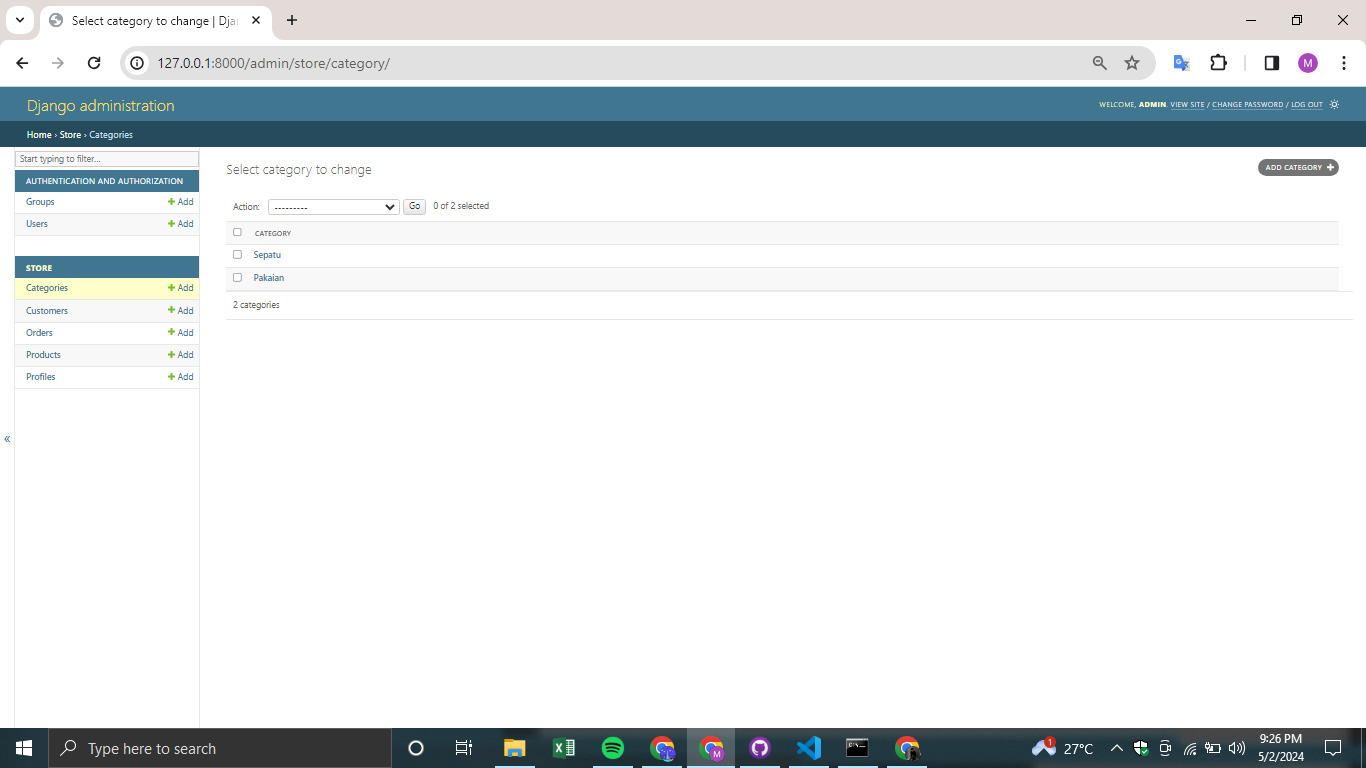 Select category to change | Dja
127.0.0.1:8000/admin/store/category/
M
Django administration
WELCOME, ADMIN. VIEW SITE / CHANGE PASSWORD / LOG OUT
Home › Store › Categories
Start typing to filter...
AUTHENTICATION AND AUTHORIZATION
Groups + Add
Users + Add
STORE
Categories + Add
Customers + Add
Orders + Add
Products + Add
Profiles + Add
«
Select category to change
ADD CATEGORY +
Action: --------- Go 0 of 2 selected
CATEGORY
Sepatu
Pakaian
2 categories
Type here to search
M
1
27°C
9:26 PM
5/2/2024